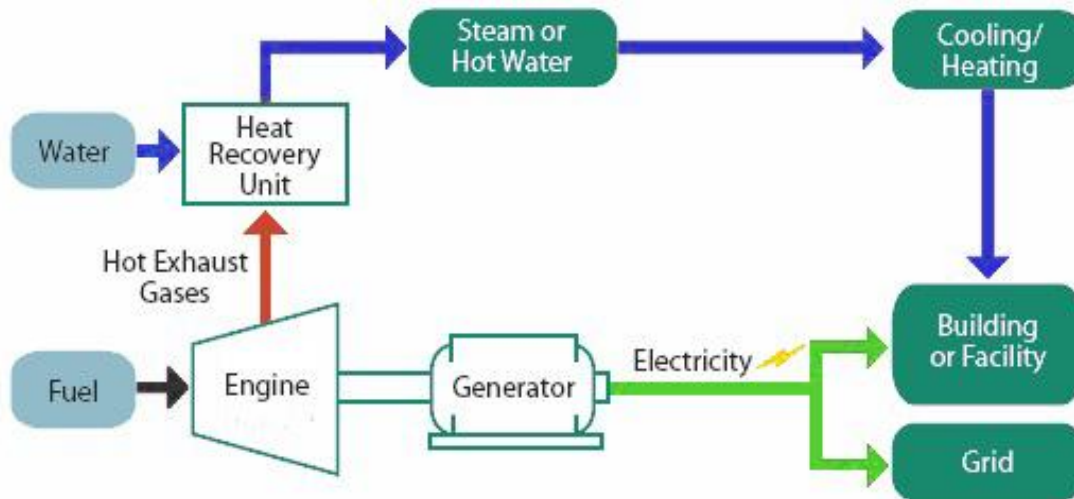 Steam or
Hot Water
Cooling/
Heating
Water
Heat
Recovery
Unit
Hot Exhaust
Gases
Building
or Facility
Electricity
Fuel
Engine
Generator
Grid